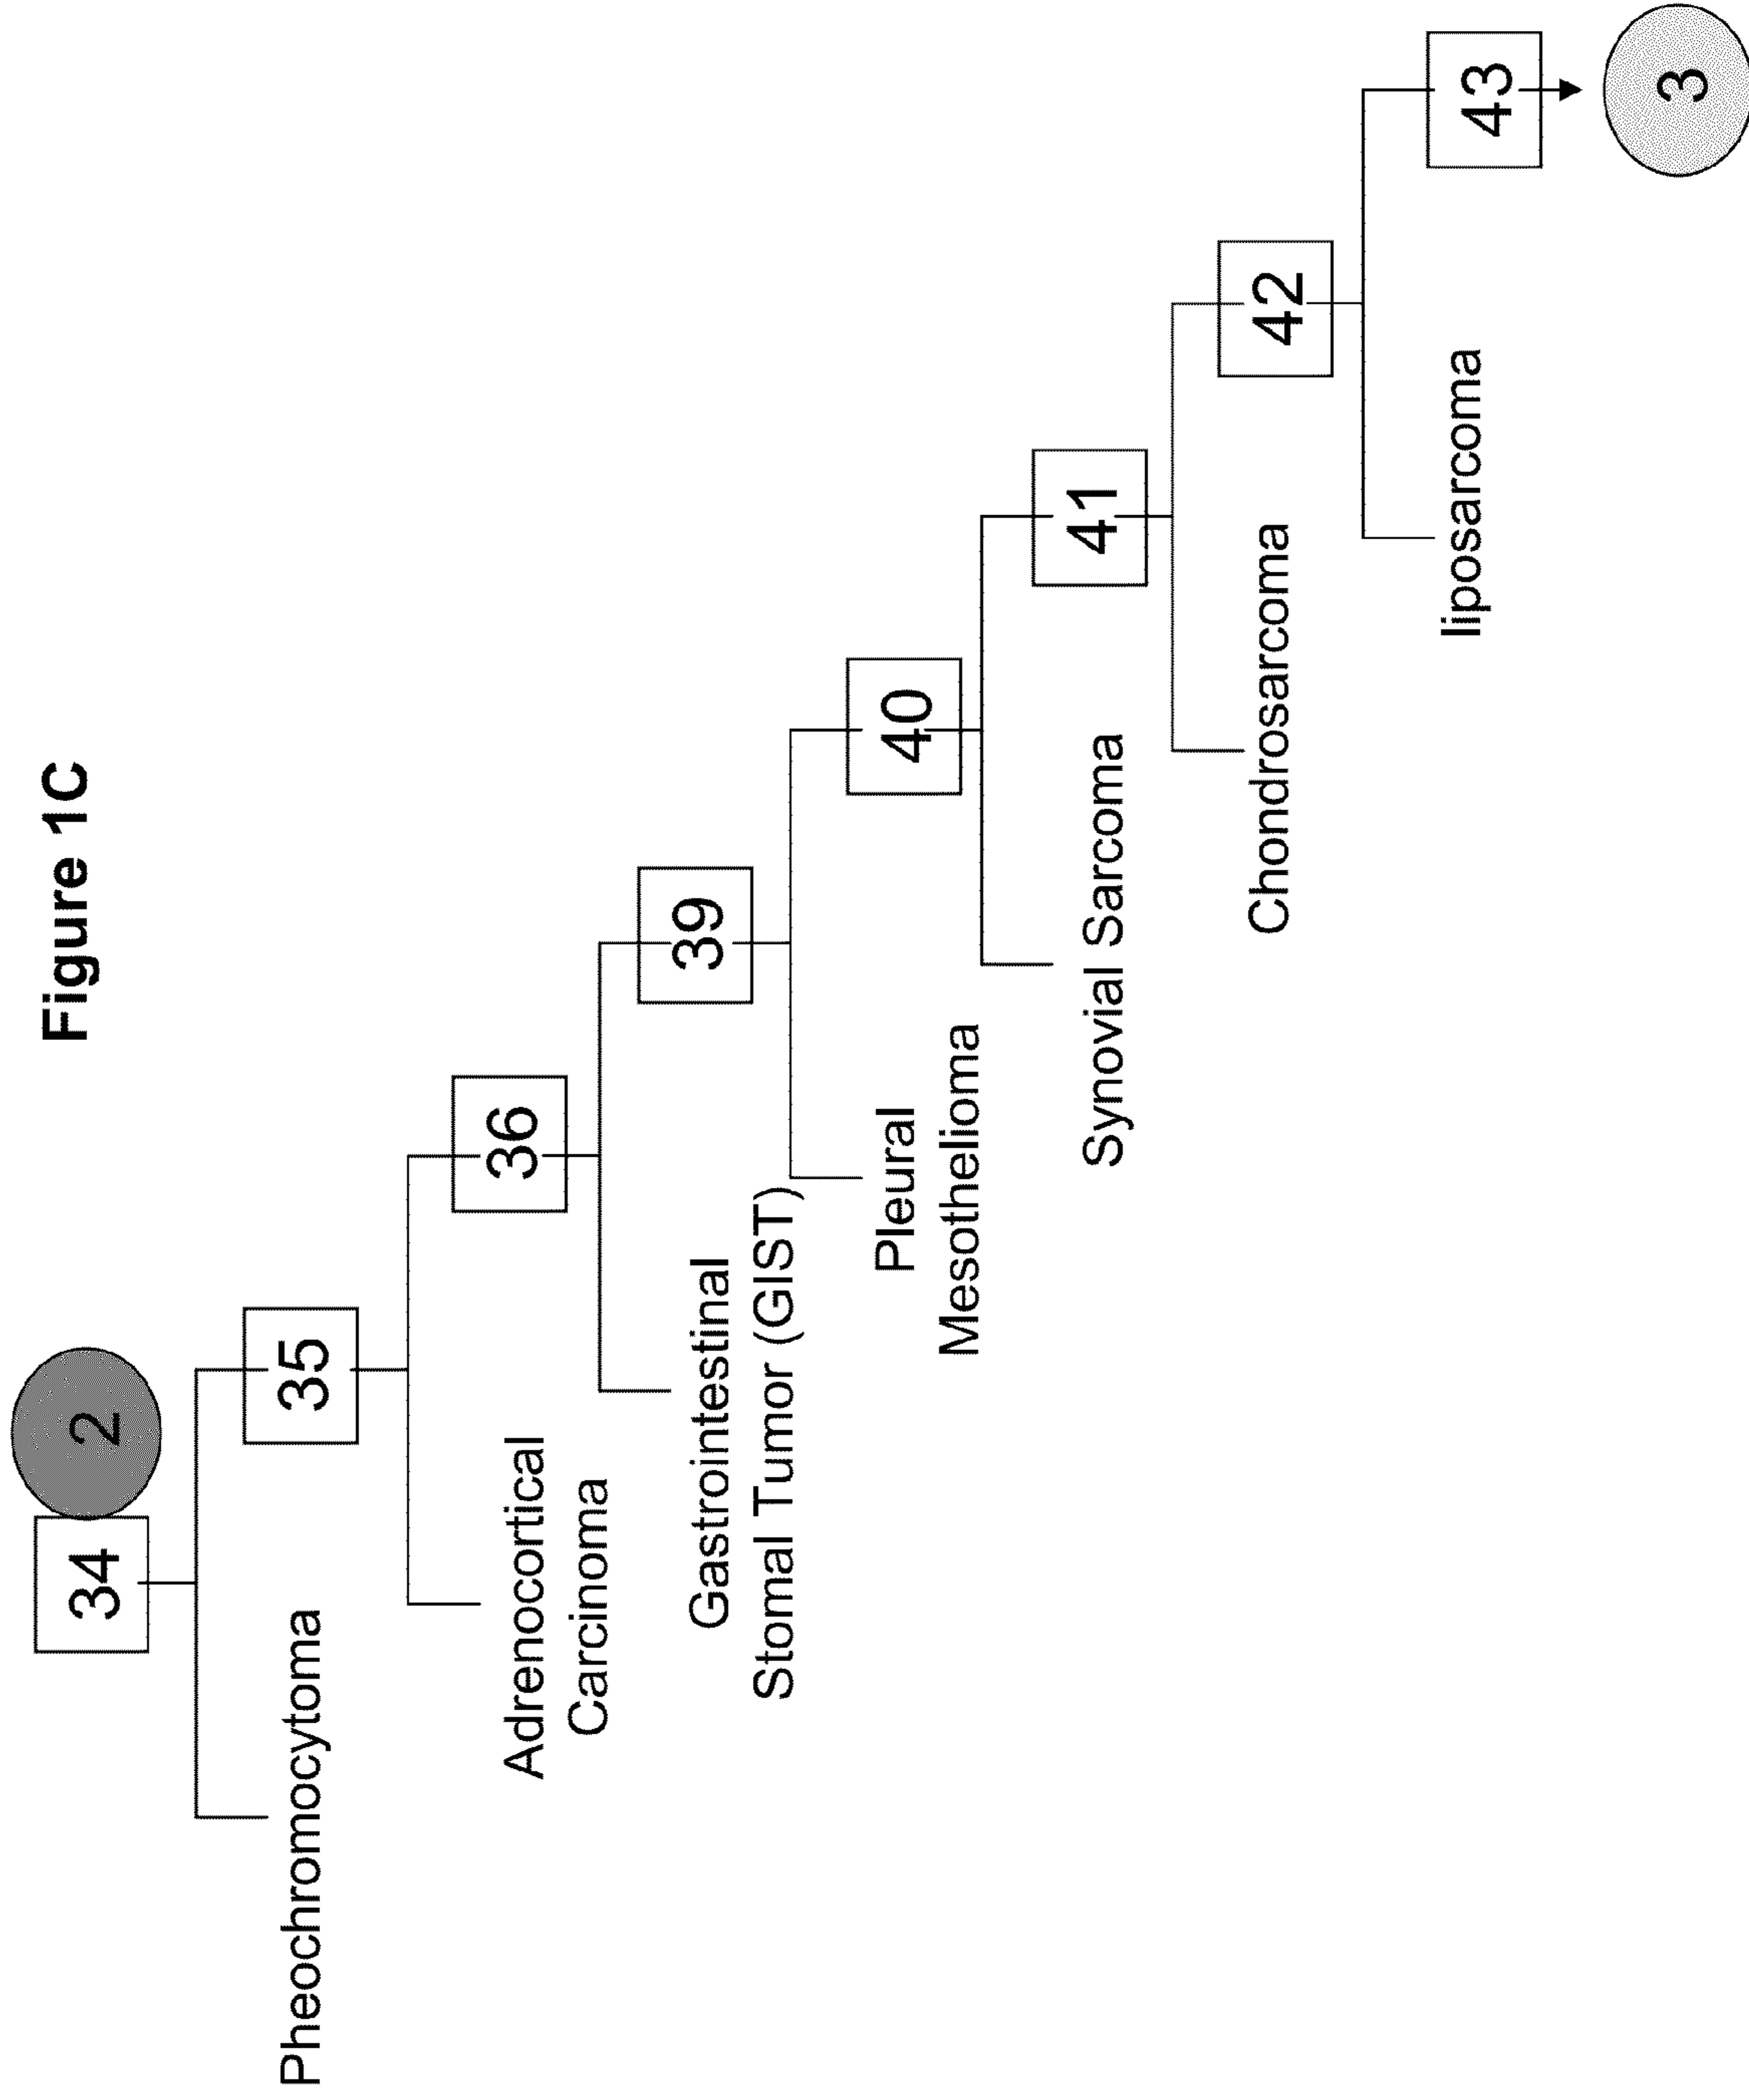 Figure 1C
34
2
Pheochromocytoma
35
Adrenocortical
Carcinoma
36
Gastrointestinal
Stomal Tumor (GIST)
39
Pleural
Mesothelioma
40
Synovial Sarcoma
41
Chondrosarcoma
42
liposarcoma
43
3